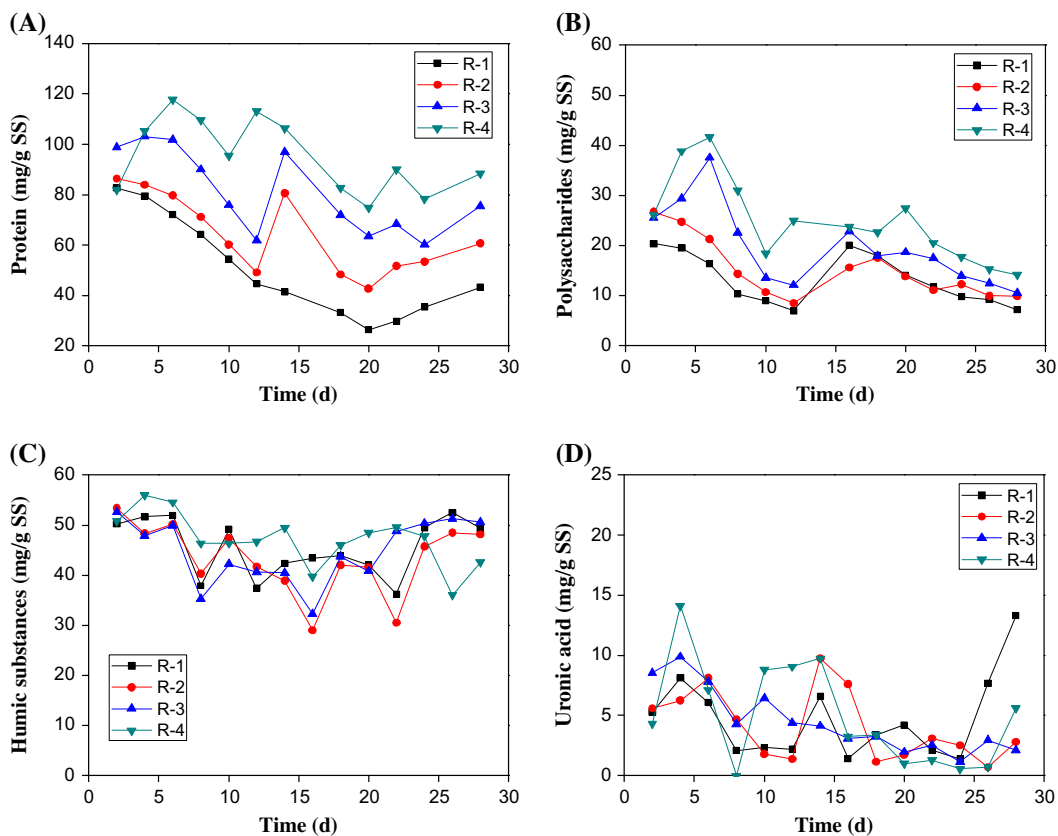 (A)
140
120
100
80
60
40
20
Protein (mg/g SS)
0 5 10 15 20 25 30
Time (d)
R-1
R-2
R-3
R-4
(B)
60
50
40
30
20
10
0
Polysaccharides (mg/g SS)
0 5 10 15 20 25 30
Time (d)
R-1
R-2
R-3
R-4
(C)
60
50
40
30
20
10
0
Humic substances (mg/g SS)
0 5 10 15 20 25 30
Time (d)
R-1
R-2
R-3
R-4
(D)
25
20
15
10
5
0
Uronic acid (mg/g SS)
0 5 10 15 20 25 30
Time (d)
R-1
R-2
R-3
R-4